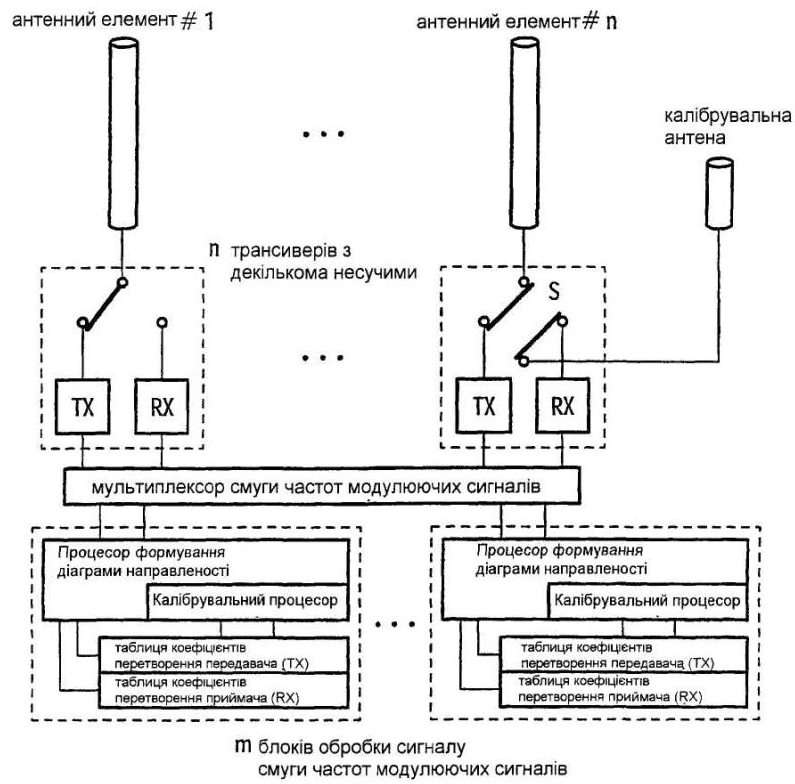 антенний елемент # 1
антенний елемент # n
калібрувальна
антена
n трансиверів з
декількома несучими
S
TX
RX
TX
RX
мультиплексор смуги частот модулюючих сигналів
Процесор формування
діаграми направленості
Калібрувальний процесор
таблиця коефіцієнтів
перетворення передавача (TX)
таблиця коефіцієнтів
перетворення приймача (RX)
Процесор формування
діаграми направленості
Калібрувальний процесор
таблиця коефіцієнтів
перетворення передавача (TX)
таблиця коефіцієнтів
перетворення приймача (RX)
m блоків обробки сигналу
смуги частот модулюючих сигналів